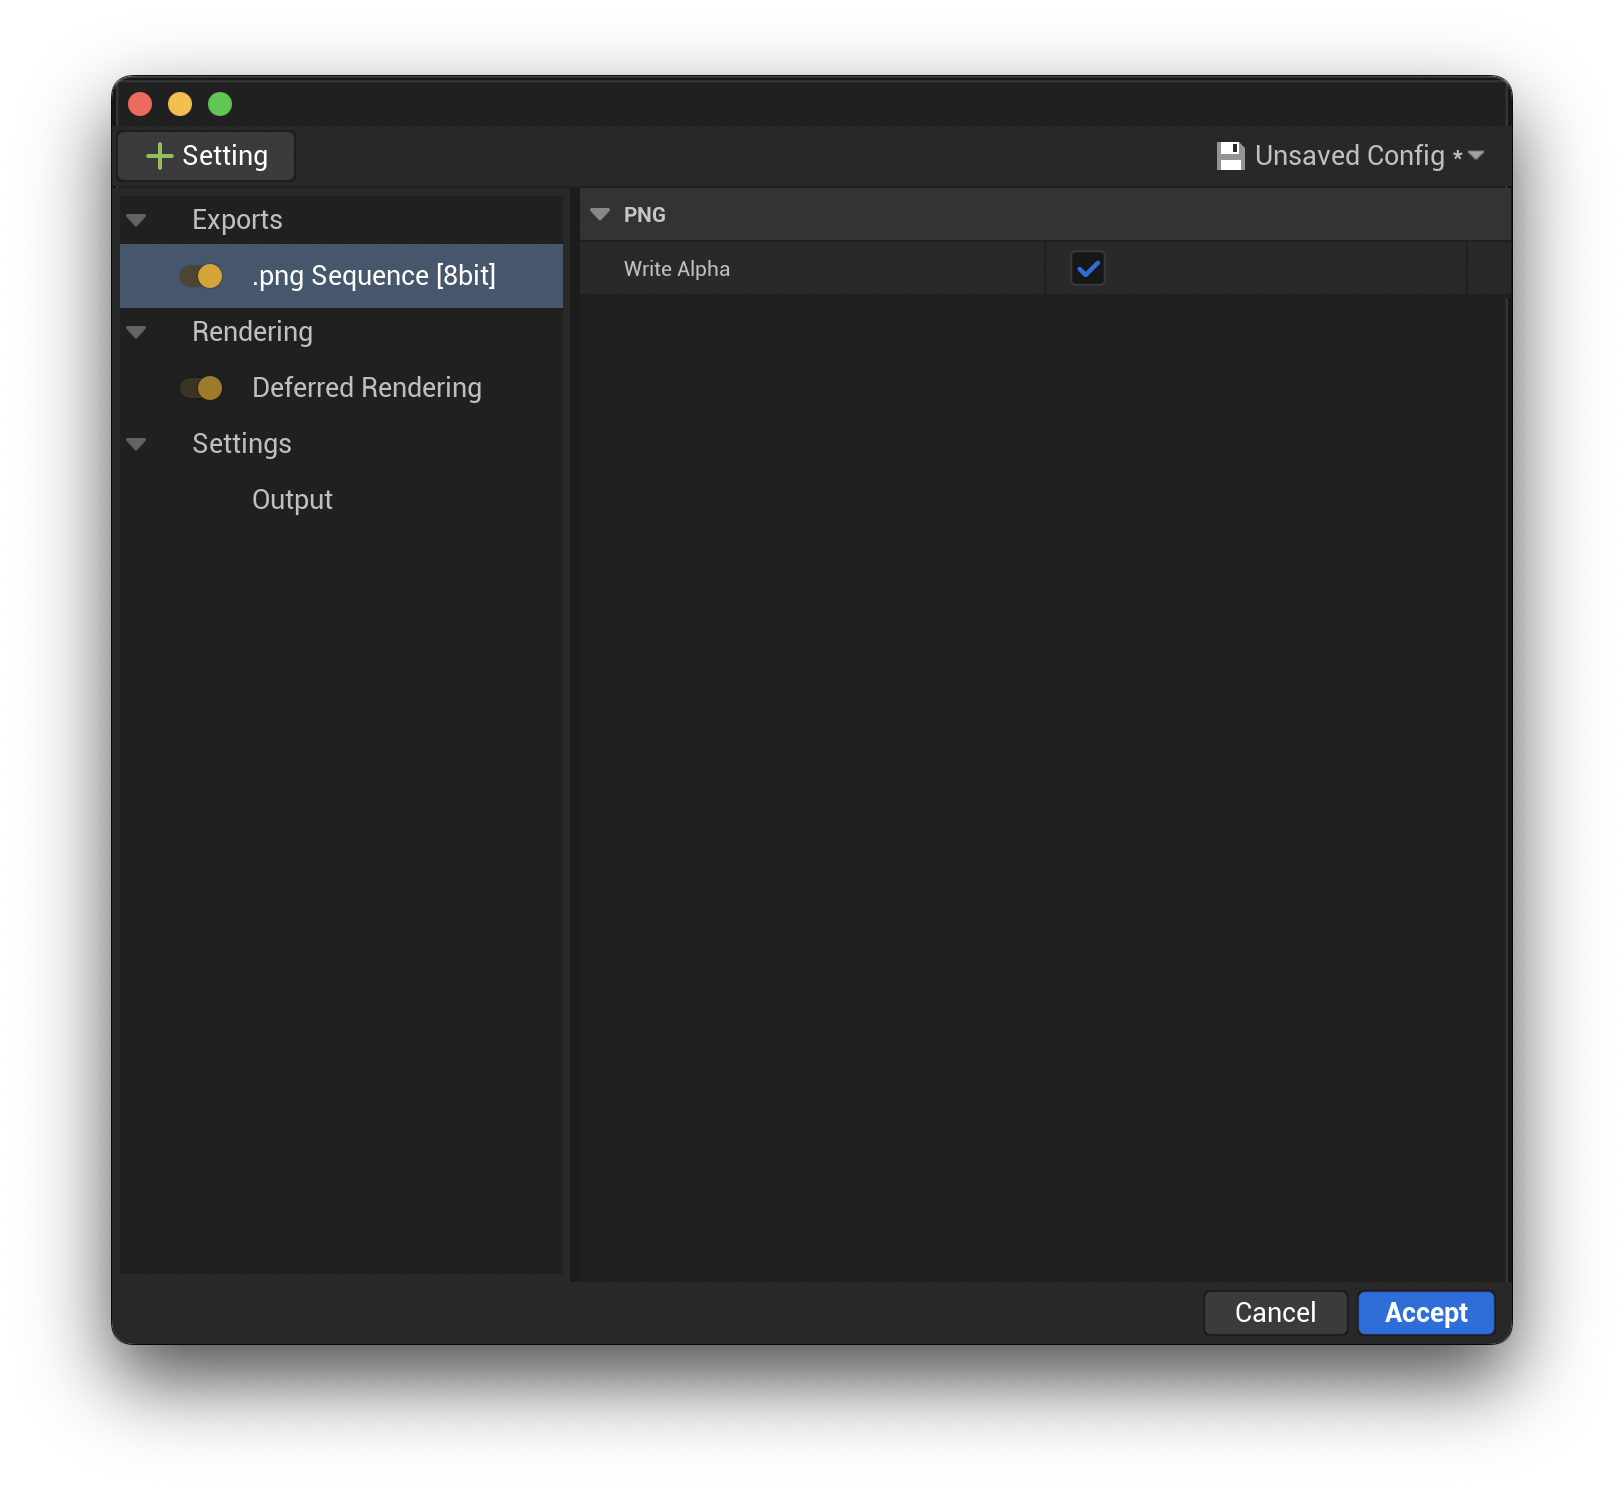 Setting
Unsaved Config *
Exports
.png Sequence [8bit]
Rendering
Deferred Rendering
Settings
Output
PNG
Write Alpha
Cancel
Accept